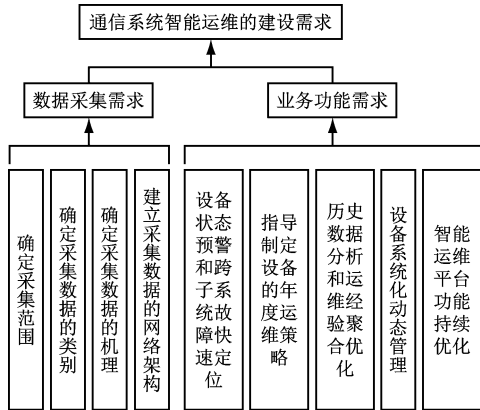 通信系统智能运维的建设需求
数据采集需求
业务功能需求
确定采集范围
确定采集数据的类别
确定采集数据的机理
建立采集数据的网络架构
设备状态预警和跨子系统故障快速定位
指导制定设备的年度运维策略
历史数据分析和运维经验聚合优化
设备系统化动态管理
智能运维平台功能持续优化